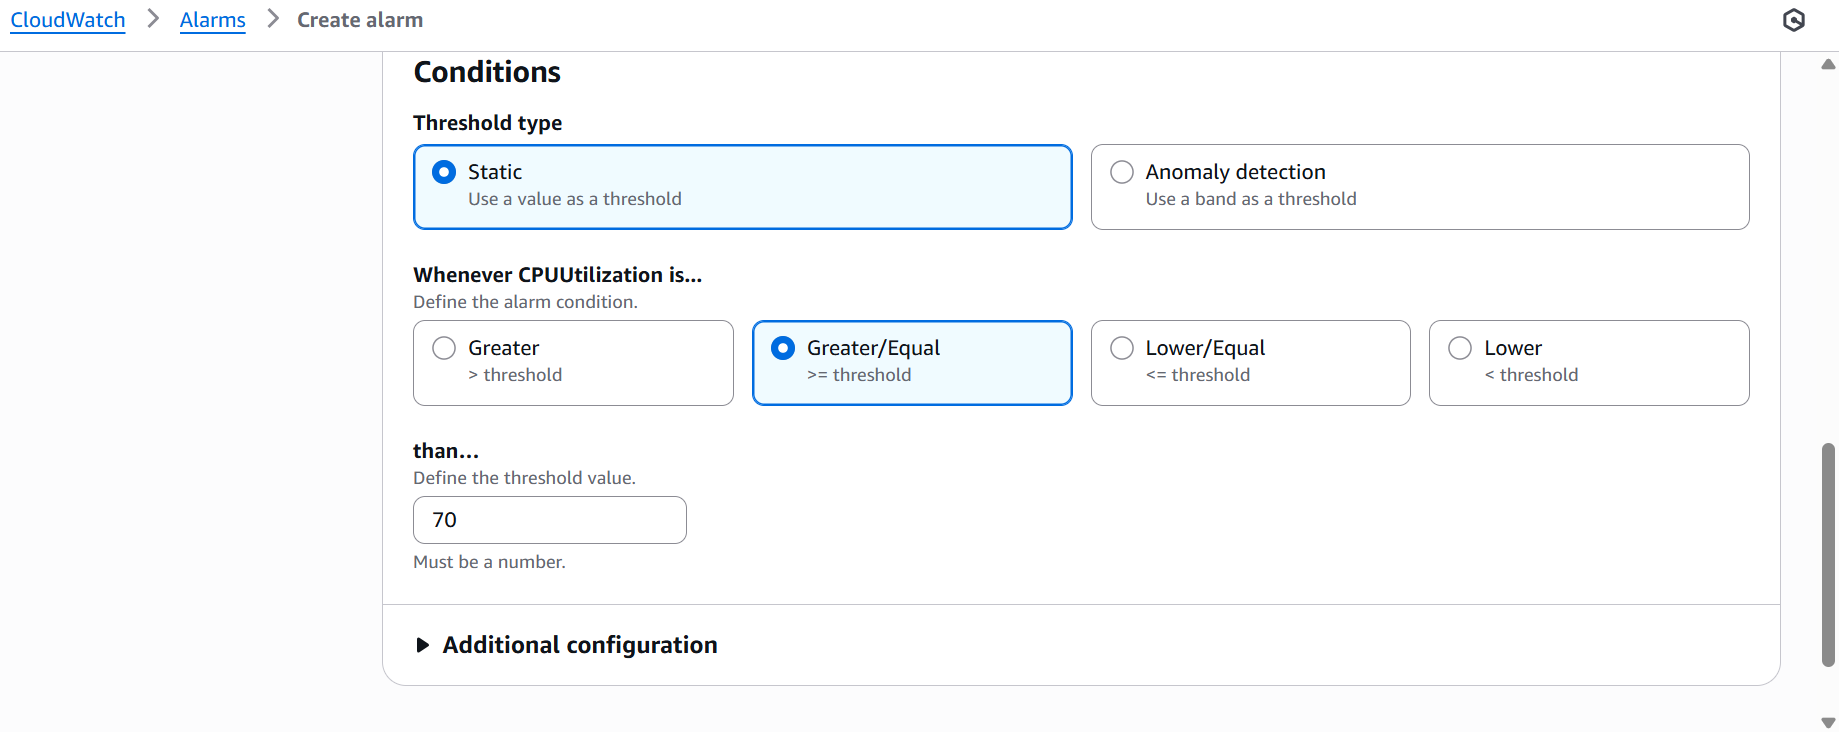 CloudWatch > Alarms > Create alarm
Conditions
Threshold type
Static
Use a value as a threshold
Anomaly detection
Use a band as a threshold
Whenever CPUUtilization is...
Define the alarm condition.
Greater
> threshold
Greater/Equal
>= threshold
Lower/Equal
<= threshold
Lower
< threshold
than...
Define the threshold value.
70
Must be a number.
Additional configuration